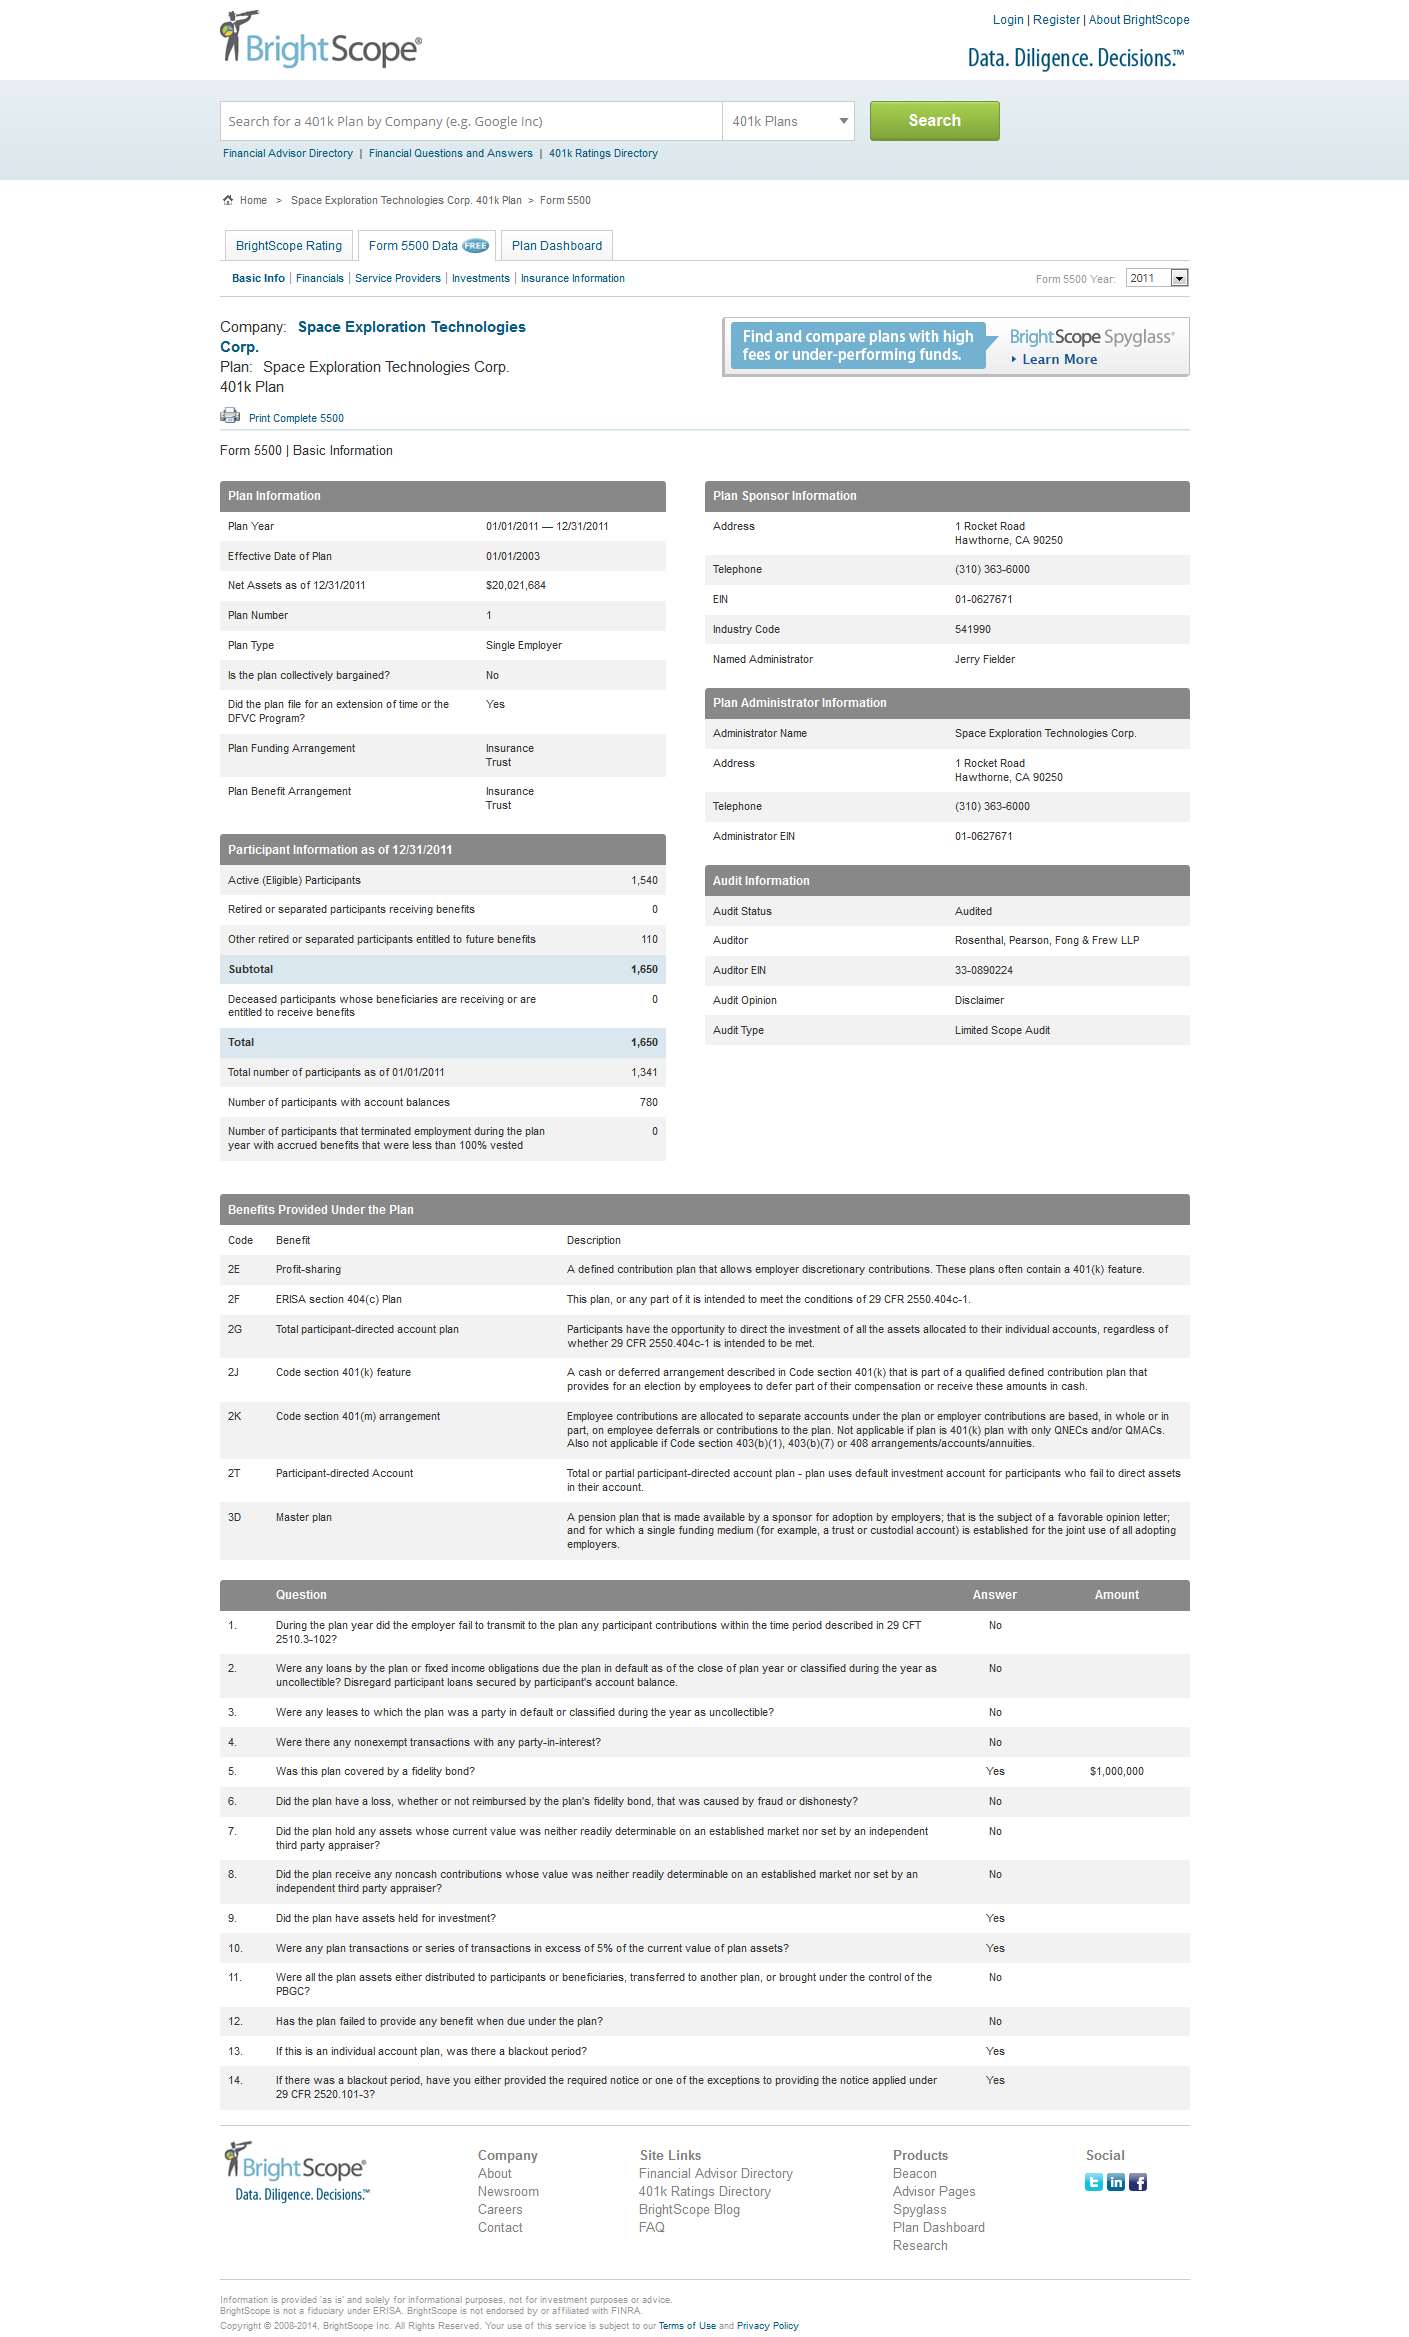 BrightScope®
Login | Register | About BrightScope
Data. Diligence. Decisions.™
Search for a 401k Plan by Company (e.g. Google Inc)
401k Plans
Search
Financial Advisor Directory | Financial Questions and Answers | 401k Ratings Directory
Home > Space Exploration Technologies Corp. 401k Plan > Form 5500
BrightScope Rating
Form 5500 Data FREE
Plan Dashboard
Basic Info | Financials | Service Providers | Investments | Insurance Information
Form 5500 Year: 2011
Company: Space Exploration Technologies
Corp.
Plan: Space Exploration Technologies Corp.
401k Plan
Find and compare plans with high
fees or under-performing funds.
BrightScope Spyglass®
Learn More
Print Complete 5500
Form 5500 | Basic Information
Plan Information
Plan Year 01/01/2011 — 12/31/2011
Effective Date of Plan 01/01/2003
Net Assets as of 12/31/2011 $20,021,684
Plan Number 1
Plan Type Single Employer
Is the plan collectively bargained? No
Did the plan file for an extension of time or the Yes
DFVC Program?
Plan Funding Arrangement Insurance
Trust
Plan Benefit Arrangement Insurance
Trust
Participant Information as of 12/31/2011
Active (Eligible) Participants 1,540
Retired or separated participants receiving benefits 0
Other retired or separated participants entitled to future benefits 110
Subtotal 1,650
Deceased participants whose beneficiaries are receiving or are 0
entitled to receive benefits
Total 1,650
Total number of participants as of 01/01/2011 1,341
Number of participants with account balances 780
Number of participants that terminated employment during the plan 0
year with accrued benefits that were less than 100% vested
Plan Sponsor Information
Address 1 Rocket Road
Hawthorne, CA 90250
Telephone (310) 363-6000
EIN 01-0627671
Industry Code 541990
Named Administrator Jerry Fielder
Plan Administrator Information
Administrator Name Space Exploration Technologies Corp.
Address 1 Rocket Road
Hawthorne, CA 90250
Telephone (310) 363-6000
Administrator EIN 01-0627671
Audit Information
Audit Status Audited
Auditor Rosenthal, Pearson, Fong & Frew LLP
Auditor EIN 33-0890224
Audit Opinion Disclaimer
Audit Type Limited Scope Audit
Benefits Provided Under the Plan
Code Benefit Description
2E Profit-sharing A defined contribution plan that allows employer discretionary contributions. These plans often contain a 401(k) feature.
2F ERISA section 404(c) Plan This plan, or any part of it is intended to meet the conditions of 29 CFR 2550.404c-1.
2G Total participant-directed account plan Participants have the opportunity to direct the investment of all the assets allocated to their individual accounts, regardless of
whether 29 CFR 2550.404c-1 is intended to be met.
2J Code section 401(k) feature A cash or deferred arrangement described in Code section 401(k) that is part of a qualified defined contribution plan that
provides for an election by employees to defer part of their compensation or receive these amounts in cash.
2K Code section 401(m) arrangement Employee contributions are allocated to separate accounts under the plan or employer contributions are based, in whole or in
part, on employee deferrals or contributions to the plan. Not applicable if plan is 401(k) plan with only QNECs and/or QMACs.
Also not applicable if Code section 403(b)(1), 403(b)(7) or 408 arrangements/accounts/annuities.
2T Participant-directed Account Total or partial participant-directed account plan - plan uses default investment account for participants who fail to direct assets
in their account.
3D Master plan A pension plan that is made available by a sponsor for adoption by employers; that is the subject of a favorable opinion letter;
and for which a single funding medium (for example, a trust or custodial account) is established for the joint use of all adopting
employers.
Question Answer Amount
1. During the plan year did the employer fail to transmit to the plan any participant contributions within the time period described in 29 CFT No
2510.3-102?
2. Were any loans by the plan or fixed income obligations due the plan in default as of the close of plan year or classified during the year as No
uncollectible? Disregard participant loans secured by participant's account balance.
3. Were any leases to which the plan was a party in default or classified during the year as uncollectible? No
4. Were there any nonexempt transactions with any party-in-interest? No
5. Was this plan covered by a fidelity bond? Yes $1,000,000
6. Did the plan have a loss, whether or not reimbursed by the plan's fidelity bond, that was caused by fraud or dishonesty? No
7. Did the plan hold any assets whose current value was neither readily determinable on an established market nor set by an independent No
third party appraiser?
8. Did the plan receive any noncash contributions whose value was neither readily determinable on an established market nor set by an No
independent third party appraiser?
9. Did the plan have assets held for investment? Yes
10. Were any plan transactions or series of transactions in excess of 5% of the current value of plan assets? Yes
11. Were all the plan assets either distributed to participants or beneficiaries, transferred to another plan, or brought under the control of the No
PBGC?
12. Has the plan failed to provide any benefit when due under the plan? No
13. If this is an individual account plan, was there a blackout period? Yes
14. If there was a blackout period, have you either provided the required notice or one of the exceptions to providing the notice applied under Yes
29 CFR 2520.101-3?
BrightScope®
Data. Diligence. Decisions.™
Company
About
Newsroom
Careers
Contact
Site Links
Financial Advisor Directory
401k Ratings Directory
BrightScope Blog
FAQ
Products
Beacon
Advisor Pages
Spyglass
Plan Dashboard
Research
Social
t in f
Information is provided 'as is' and solely for informational purposes, not for investment purposes or advice.
BrightScope is not a fiduciary under ERISA. BrightScope is not endorsed by or affiliated with FINRA.
Copyright © 2008-2014, BrightScope Inc. All Rights Reserved. Your use of this service is subject to our Terms of Use and Privacy Policy